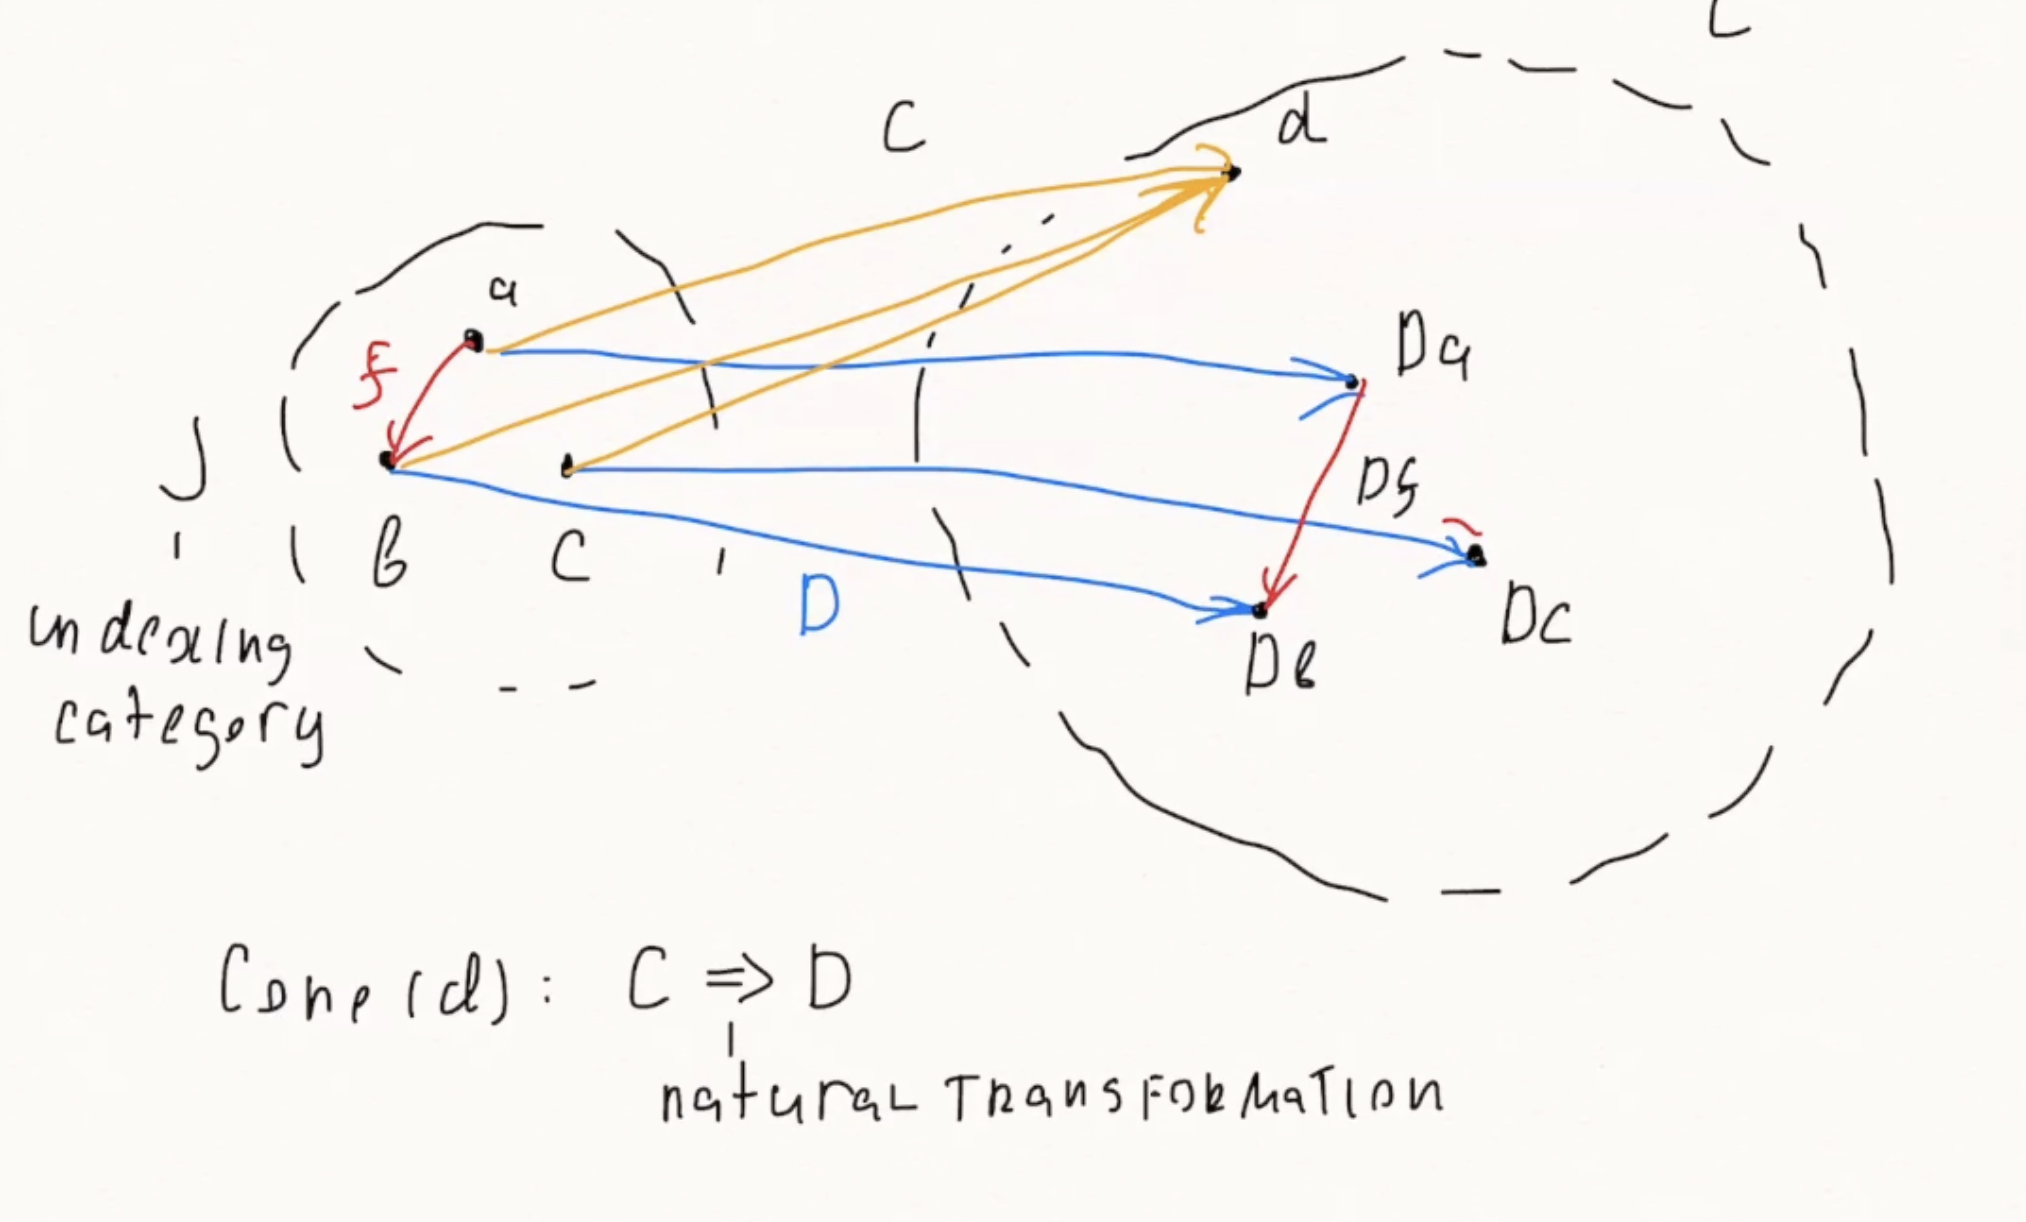 C
d
a
f
Da
J
Df
b
c
D
Db
Dc
indexing
category
Cone(d): C => D
natural TRansFORMaTIon